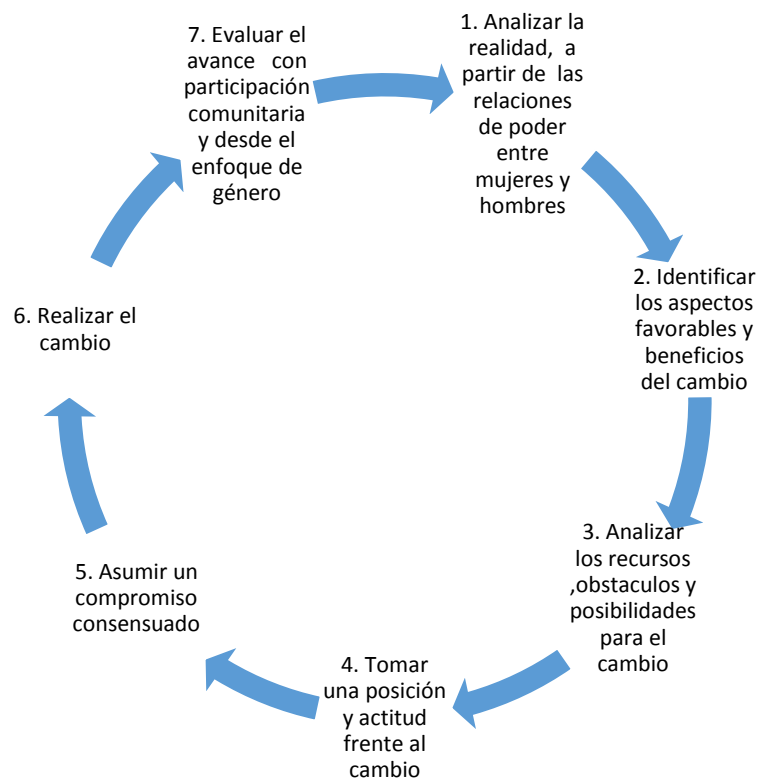 1. Analizar la
realidad, a
partir de las
relaciones
de poder
entre
mujeres y
hombres
2. Identificar
los aspectos
favorables y
beneficios
del cambio
3. Analizar
los recursos
,obstaculos y
posibilidades
para el
cambio
4. Tomar
una posición
y actitud
frente al
cambio
5. Asumir un
compromiso
consensuado
6. Realizar el
cambio
7. Evaluar el
avance con
participación
comunitaria
y desde el
enfoque de
género